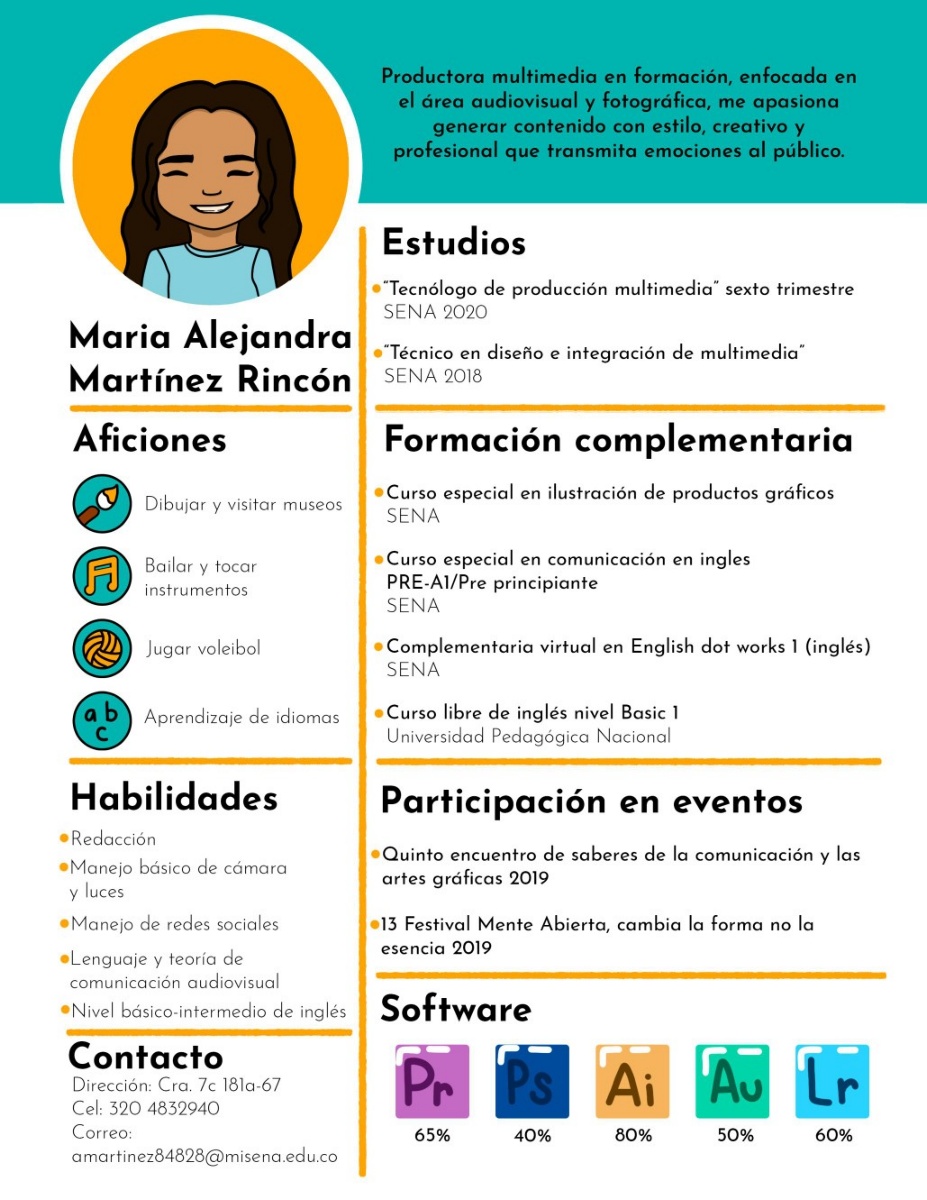 Productora multimedia en formación, enfocada en
el área audiovisual y fotográfica, me apasiona
generar contenido con estilo, creativo y
profesional que transmita emociones al público.
Maria Alejandra
Martínez Rincón
Aficiones
Dibujar y visitar museos
Bailar y tocar
instrumentos
Jugar voleibol
a b
c
Aprendizaje de idiomas
Habilidades
Redacción
Manejo básico de cámara
y luces
Manejo de redes sociales
Lenguaje y teoría de
comunicación audiovisual
Nivel básico-intermedio de inglés
Contacto
Dirección: Cra. 7c 181a-67
Cel: 320 4832940
Correo:
amartinez84828@misena.edu.co
Estudios
“Tecnólogo de producción multimedia” sexto trimestre
SENA 2020
“Técnico en diseño e integración de multimedia”
SENA 2018
Formación complementaria
Curso especial en ilustración de productos gráficos
SENA
Curso especial en comunicación en ingles
PRE-A1/Pre principiante
SENA
Complementaria virtual en English dot works 1 (inglés)
SENA
Curso libre de inglés nivel Basic 1
Universidad Pedagógica Nacional
Participación en eventos
Quinto encuentro de saberes de la comunicación y las
artes gráficas 2019
13 Festival Mente Abierta, cambia la forma no la
esencia 2019
Software
Pr Ps Ai Au Lr
65% 40% 80% 50% 60%